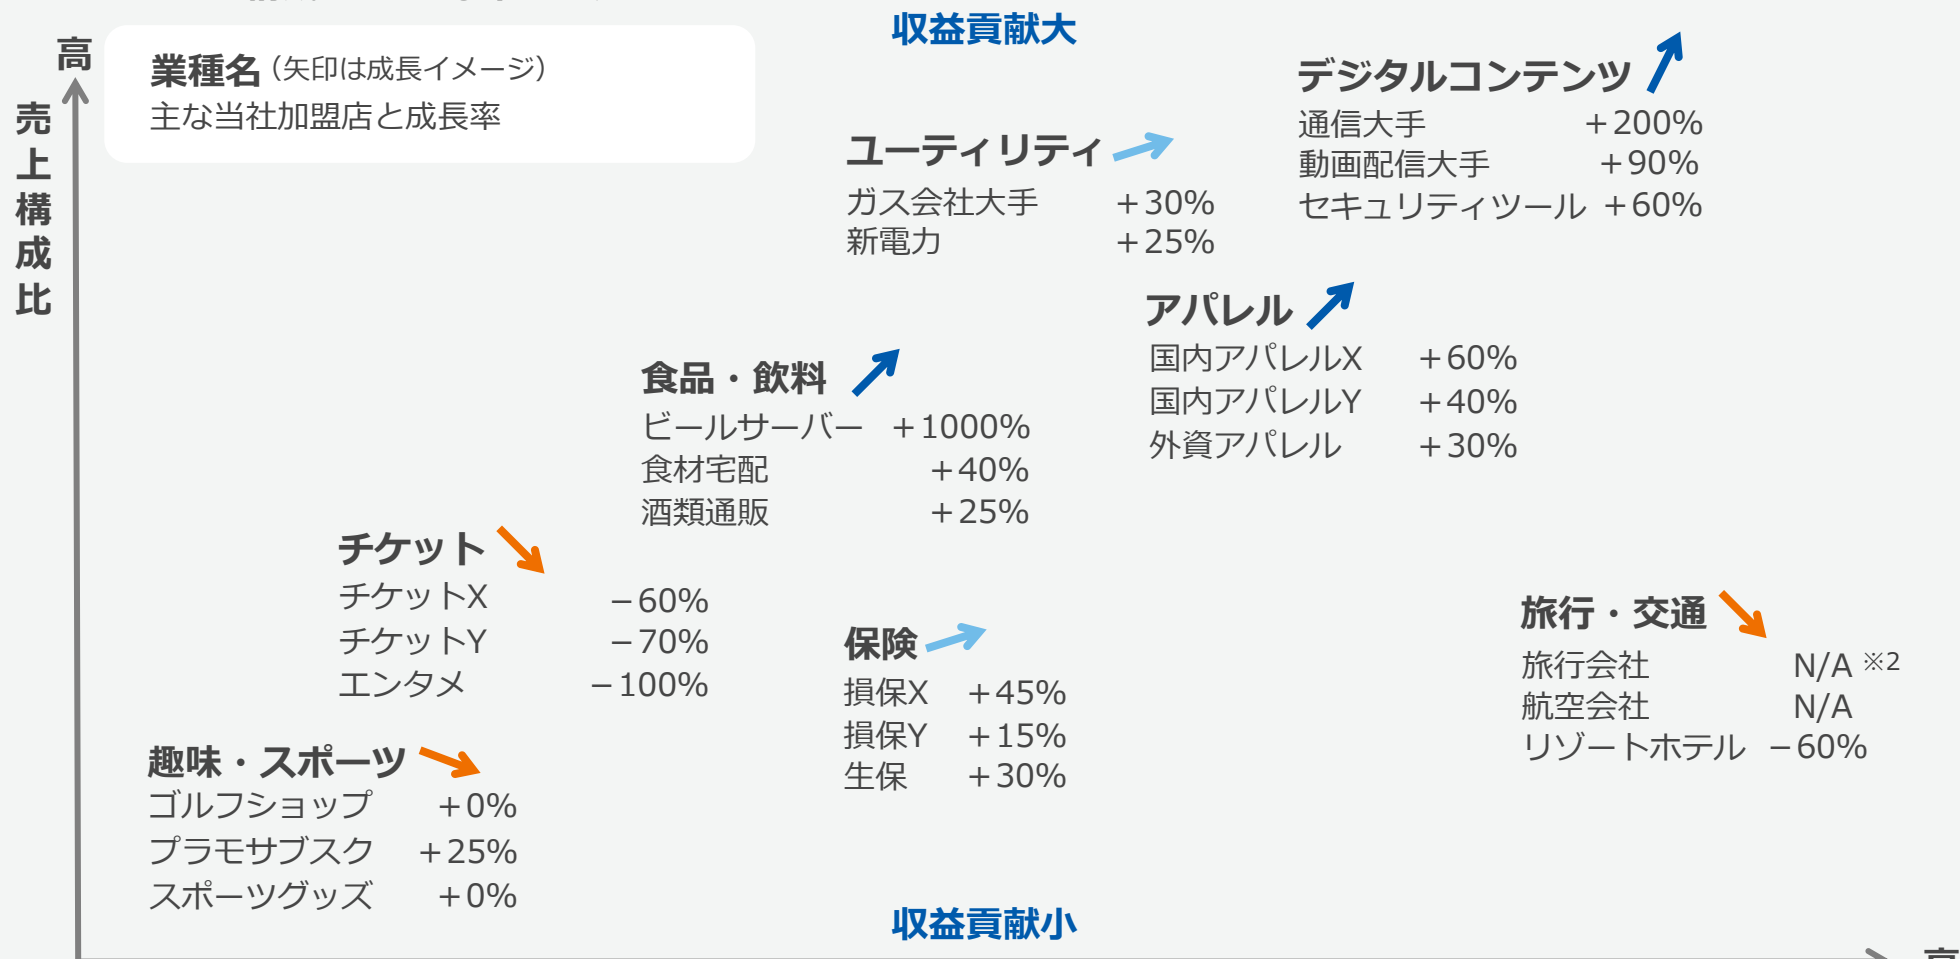 収益貢献大
高
売上構成比
業種名（矢印は成長イメージ）
主な当社加盟店と成長率
デジタルコンテンツ
通信大手 ＋200%
動画配信大手 ＋90%
セキュリティツール ＋60%
ユーティリティ
ガス会社大手 ＋30%
新電力 ＋25%
アパレル
国内アパレルX ＋60%
国内アパレルY ＋40%
外資アパレル ＋30%
食品・飲料
ビールサーバー ＋1000%
食材宅配 ＋40%
酒類通販 ＋25%
チケット
チケットX －60%
チケットY －70%
エンタメ －100%
保険
損保X ＋45%
損保Y ＋15%
生保 ＋30%
旅行・交通
旅行会社 N/A ※2
航空会社 N/A
リゾートホテル －60%
趣味・スポーツ
ゴルフショップ ＋0%
プラモサブスク ＋25%
スポーツグッズ ＋0%
収益貢献小